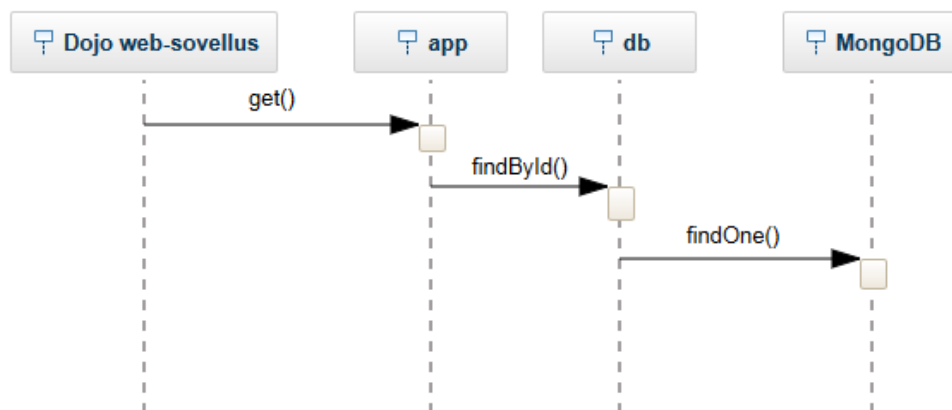 Dojo web-sovellus
app
db
MongoDB
get()
findById()
findOne()